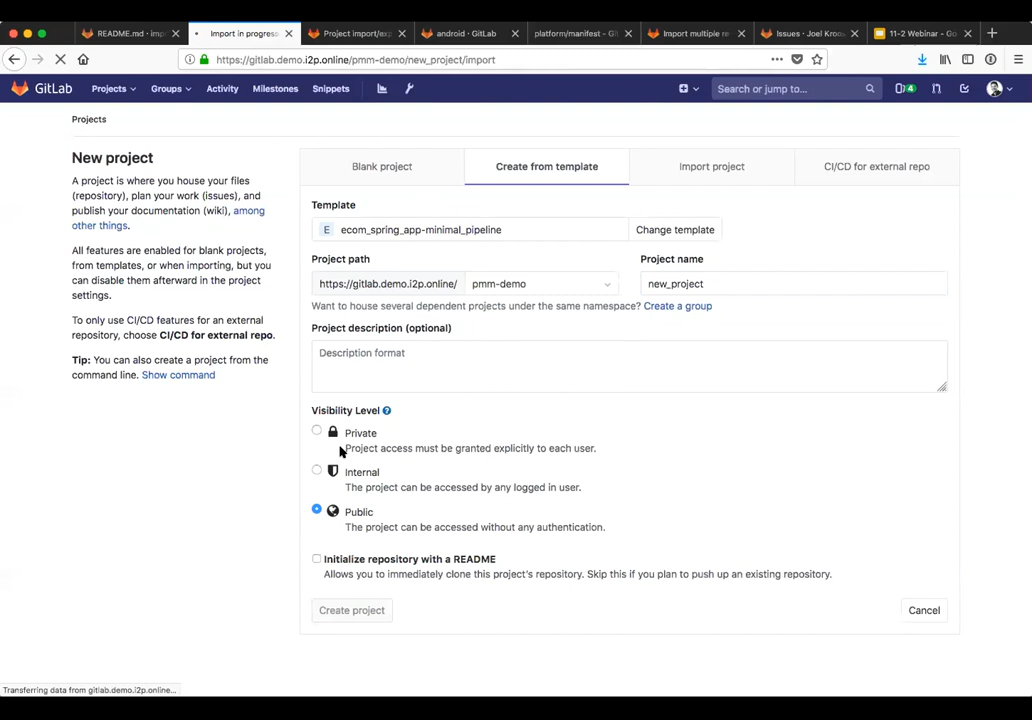 README.md · imp
Import in progress
Project import/exp
android · GitLab
platform/manifest - Git
Import multiple re
Issues · Joel Kroo
11-2 Webinar - Go
https://gitlab.demo.i2p.online/pmm-demo/new_project/import
GitLab Projects Groups Activity Milestones Snippets Search or jump to... 4
Projects
New project
A project is where you house your files
(repository), plan your work (issues), and
publish your documentation (wiki), among
other things.
All features are enabled for blank projects,
from templates, or when importing, but you
can disable them afterward in the project
settings.
To only use CI/CD features for an external
repository, choose CI/CD for external repo.
Tip: You can also create a project from the
command line. Show command
Blank project Create from template Import project CI/CD for external repo
Template
E ecom_spring_app-minimal_pipeline Change template
Project path Project name
https://gitlab.demo.i2p.online/ pmm-demo new_project
Want to house several dependent projects under the same namespace? Create a group
Project description (optional)
Description format
Visibility Level ?
Private
Project access must be granted explicitly to each user.
Internal
The project can be accessed by any logged in user.
Public
The project can be accessed without any authentication.
Initialize repository with a README
Allows you to immediately clone this project's repository. Skip this if you plan to push up an existing repository.
Create project Cancel
Transferring data from gitlab.demo.i2p.online...